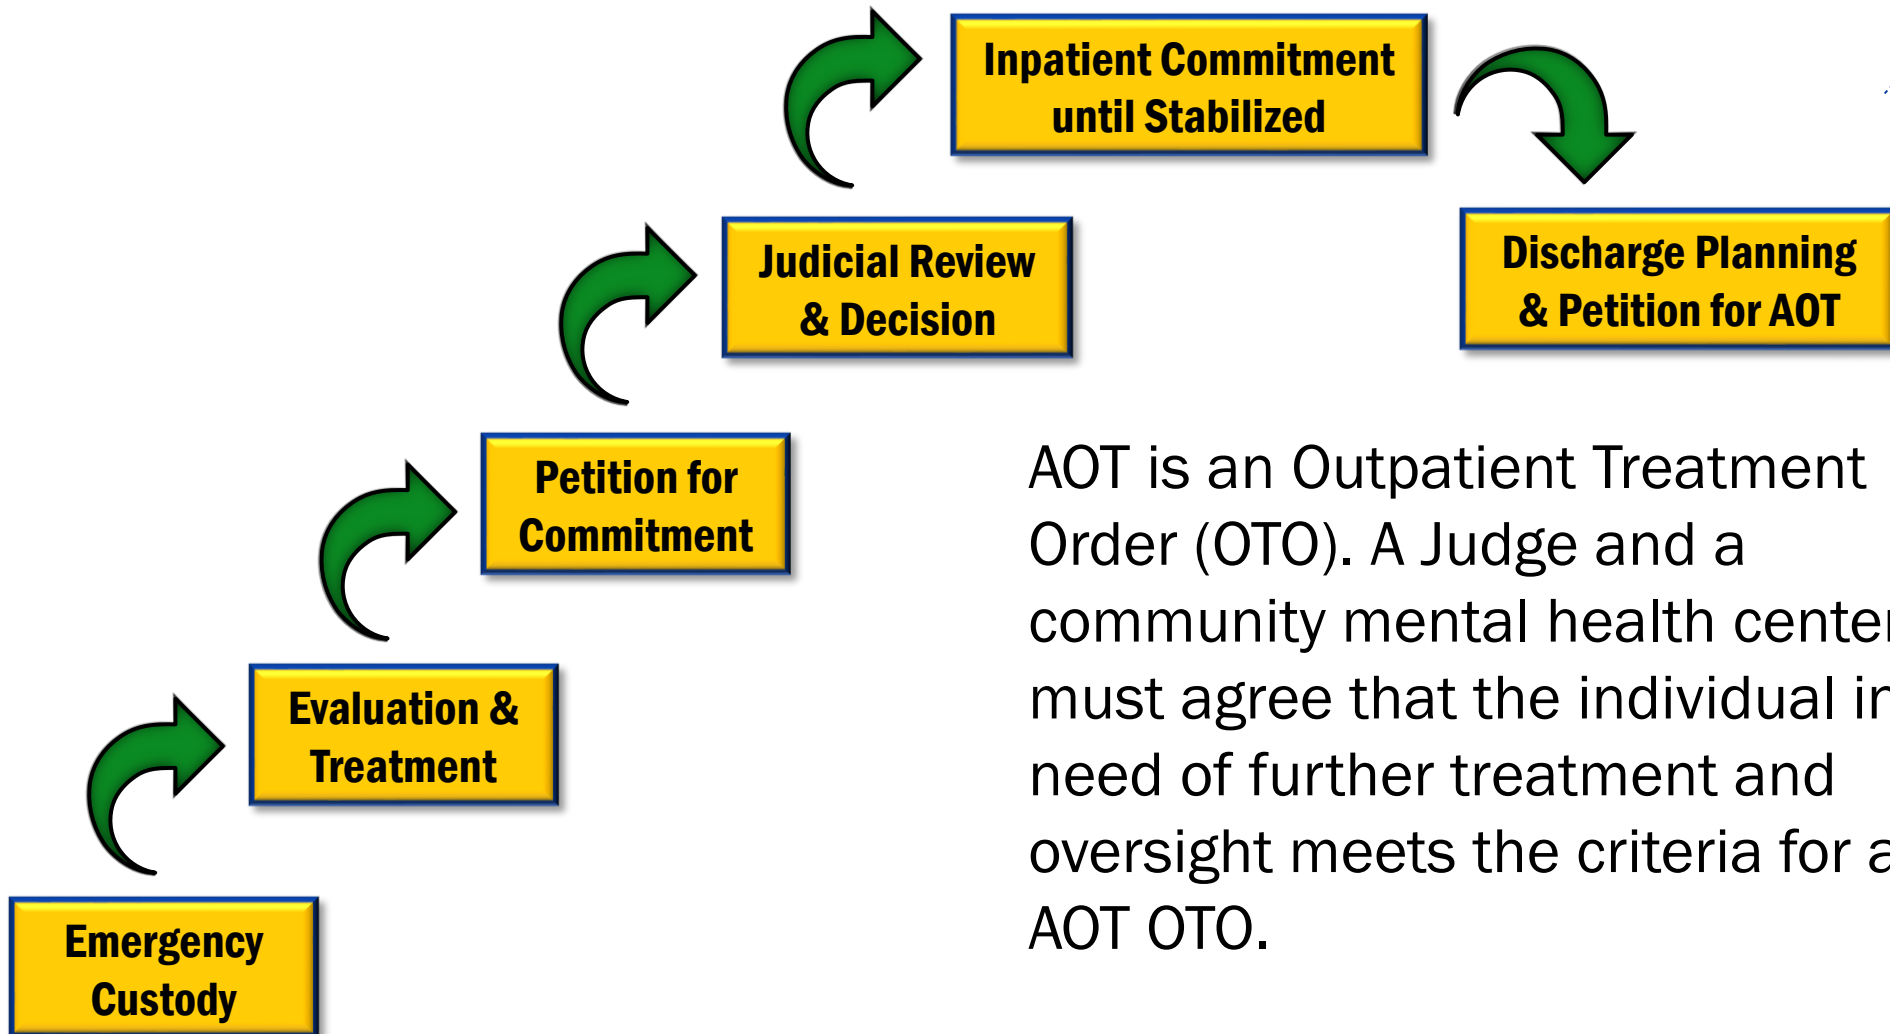 Inpatient Commitment
until Stabilized
Judicial Review
& Decision
Discharge Planning
& Petition for AOT
Petition for
Commitment
Evaluation &
Treatment
Emergency
Custody
AOT is an Outpatient Treatment
Order (OTO). A Judge and a
community mental health center
must agree that the individual in
need of further treatment and
oversight meets the criteria for a
AOT OTO.